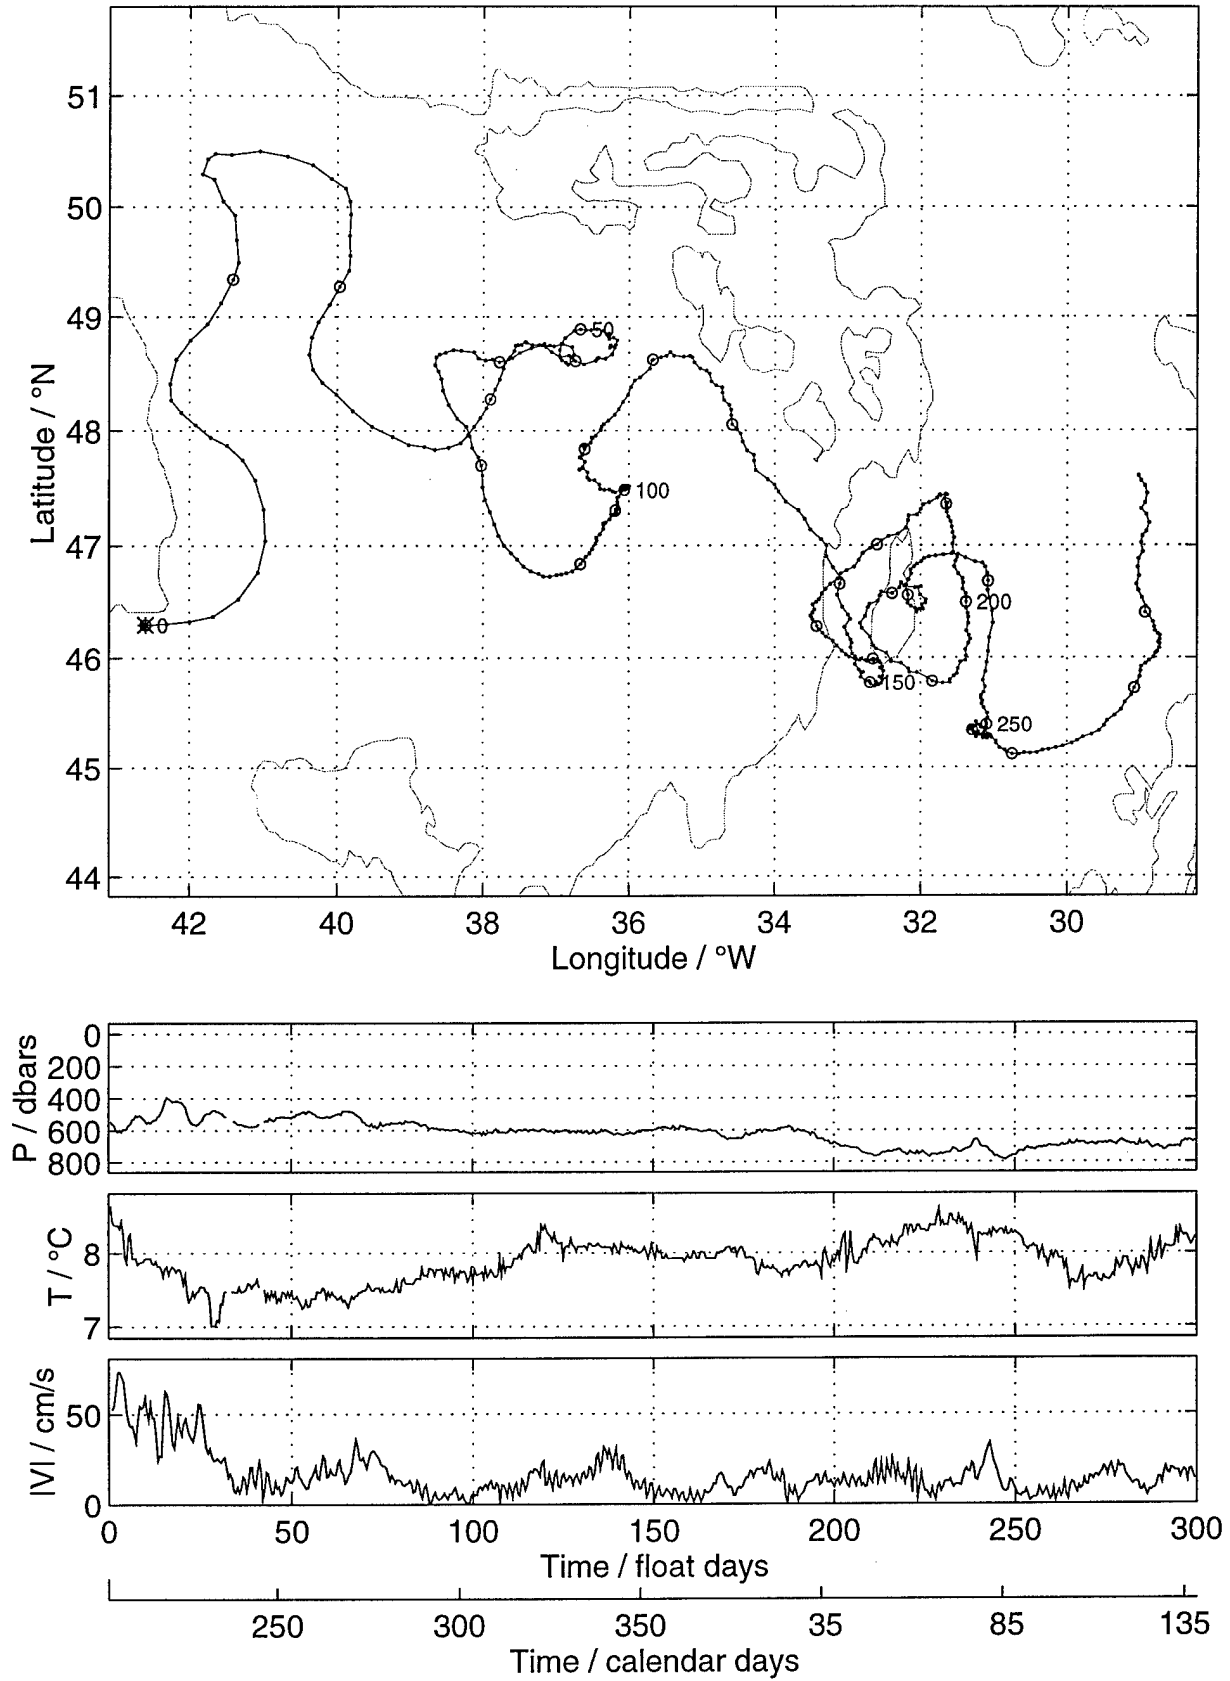 51
50
49
48
47
46
45
44
Latitude / °N
0
50
100
150
200
250
42 40 38 36 34 32 30
Longitude / °W
P / dbars
0
200
400
600
800
T / °C
8
7
|V| / cm/s
50
0
0 50 100 150 200 250 300
Time / float days
250 300 350 35 85 135
Time / calendar days